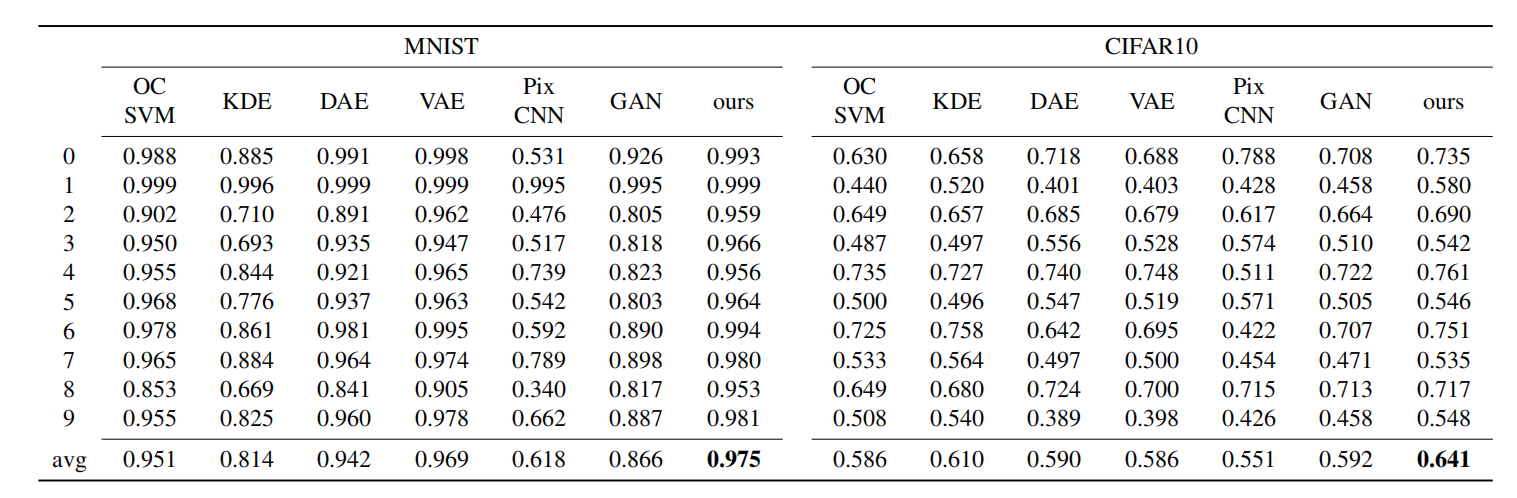 MNIST CIFAR10
OC SVM KDE DAE VAE Pix CNN GAN ours OC SVM KDE DAE VAE Pix CNN GAN ours
0 0.988 0.885 0.991 0.998 0.531 0.926 0.993 0.630 0.658 0.718 0.688 0.788 0.708 0.735
1 0.999 0.996 0.999 0.999 0.995 0.995 0.999 0.440 0.520 0.401 0.403 0.428 0.458 0.580
2 0.902 0.710 0.891 0.962 0.476 0.805 0.959 0.649 0.657 0.685 0.679 0.617 0.664 0.690
3 0.950 0.693 0.935 0.947 0.517 0.818 0.966 0.487 0.497 0.556 0.528 0.574 0.510 0.542
4 0.955 0.844 0.921 0.965 0.739 0.823 0.956 0.735 0.727 0.740 0.748 0.511 0.722 0.761
5 0.968 0.776 0.937 0.963 0.542 0.803 0.964 0.500 0.496 0.547 0.519 0.571 0.505 0.546
6 0.978 0.861 0.981 0.995 0.592 0.890 0.994 0.725 0.758 0.642 0.695 0.422 0.707 0.751
7 0.965 0.884 0.964 0.974 0.789 0.898 0.980 0.533 0.564 0.497 0.500 0.454 0.471 0.535
8 0.853 0.669 0.841 0.905 0.340 0.817 0.953 0.649 0.680 0.724 0.700 0.715 0.713 0.717
9 0.955 0.825 0.960 0.978 0.662 0.887 0.981 0.508 0.540 0.389 0.398 0.426 0.458 0.548
avg 0.951 0.814 0.942 0.969 0.618 0.866 0.975 0.586 0.610 0.590 0.586 0.551 0.592 0.641